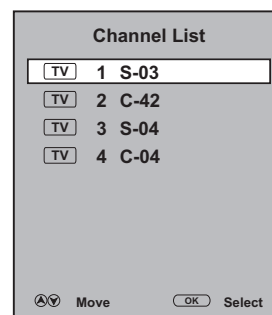 Channel List
TV 1 S-03
TV 2 C-42
TV 3 S-04
TV 4 C-04
Move OK Select